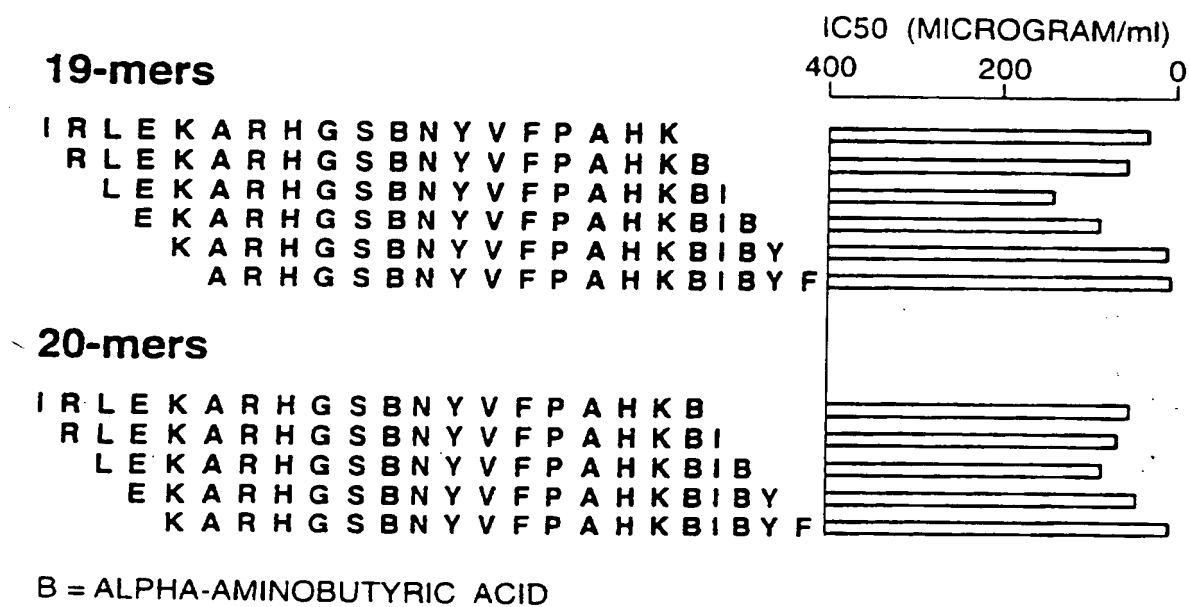 IC50 (MICROGRAM/ml)
19-mers
400 200 0
I R L E K A R H G S B N Y V F P A H K
R L E K A R H G S B N Y V F P A H K B
L E K A R H G S B N Y V F P A H K B I
E K A R H G S B N Y V F P A H K B I B
K A R H G S B N Y V F P A H K B I B Y
A R H G S B N Y V F P A H K B I B Y F
20-mers
I R L E K A R H G S B N Y V F P A H K B
R L E K A R H G S B N Y V F P A H K B I
L E K A R H G S B N Y V F P A H K B I B
E K A R H G S B N Y V F P A H K B I B Y
K A R H G S B N Y V F P A H K B I B Y F
B = ALPHA-AMINOBUTYRIC ACID